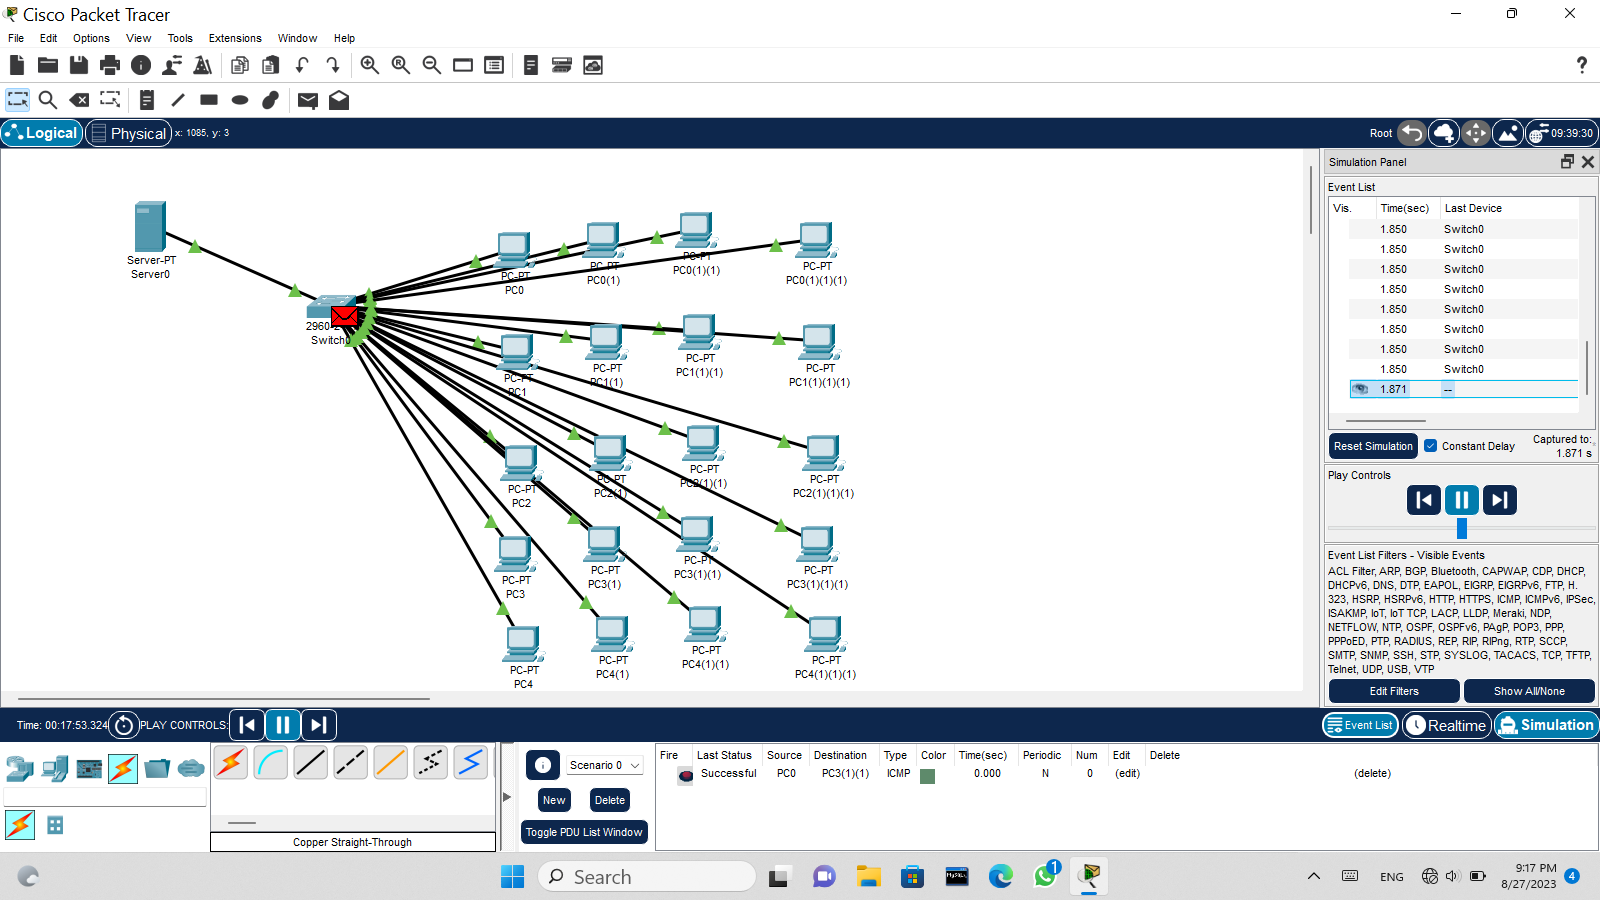 Cisco Packet Tracer
File Edit Options View Tools Extensions Window Help
?
Logical Physical x: 1085, y: 3 Root 09:39:30
Server-PT
Server0
Switch0
PC-PT
PC0
PC-PT
PC0(1)
PC-PT
PC0(1)(1)
PC-PT
PC0(1)(1)(1)
PC-PT
PC1
PC-PT
PC1(1)
PC-PT
PC1(1)(1)
PC-PT
PC1(1)(1)(1)
PC-PT
PC2
PC-PT
PC2(1)
PC-PT
PC2(1)(1)
PC-PT
PC2(1)(1)(1)
PC-PT
PC3
PC-PT
PC3(1)
PC-PT
PC3(1)(1)
PC-PT
PC3(1)(1)(1)
PC-PT
PC4
PC-PT
PC4(1)
PC-PT
PC4(1)(1)
PC-PT
PC4(1)(1)(1)
Simulation Panel
Event List
Vis. Time(sec) Last Device
1.850 Switch0
1.850 Switch0
1.850 Switch0
1.850 Switch0
1.850 Switch0
1.850 Switch0
1.850 Switch0
1.850 Switch0
1.871 --
Reset Simulation Constant Delay Captured to:
1.871 s
Play Controls
Event List Filters - Visible Events
ACL Filter, ARP, BGP, Bluetooth, CAPWAP, CDP, DHCP,
DHCPv6, DNS, DTP, EAPOL, EIGRP, EIGRPv6, FTP, H.
323, HSRP, HSRPv6, HTTP, HTTPS, ICMP, ICMPv6, IPSec,
ISAKMP, IoT, IoT TCP, LACP, LLDP, Meraki, NDP,
NETFLOW, NTP, OSPF, OSPFv6, PAgP, POP3, PPP,
PPPoED, PTP, RADIUS, REP, RIP, RIPng, RTP, SCCP,
SMTP, SNMP, SSH, STP, SYSLOG, TACACS, TCP, TFTP,
Telnet, UDP, USB, VTP
Edit Filters Show All/None
Time: 00:17:53.324 PLAY CONTROLS: Event List Realtime Simulation
Copper Straight-Through
Scenario 0
New Delete
Toggle PDU List Window
Fire Last Status Source Destination Type Color Time(sec) Periodic Num Edit Delete
Successful PC0 PC3(1)(1) ICMP 0.000 N 0 (edit) (delete)
Search
MySQL
1
ENG
9:17 PM
8/27/2023
4